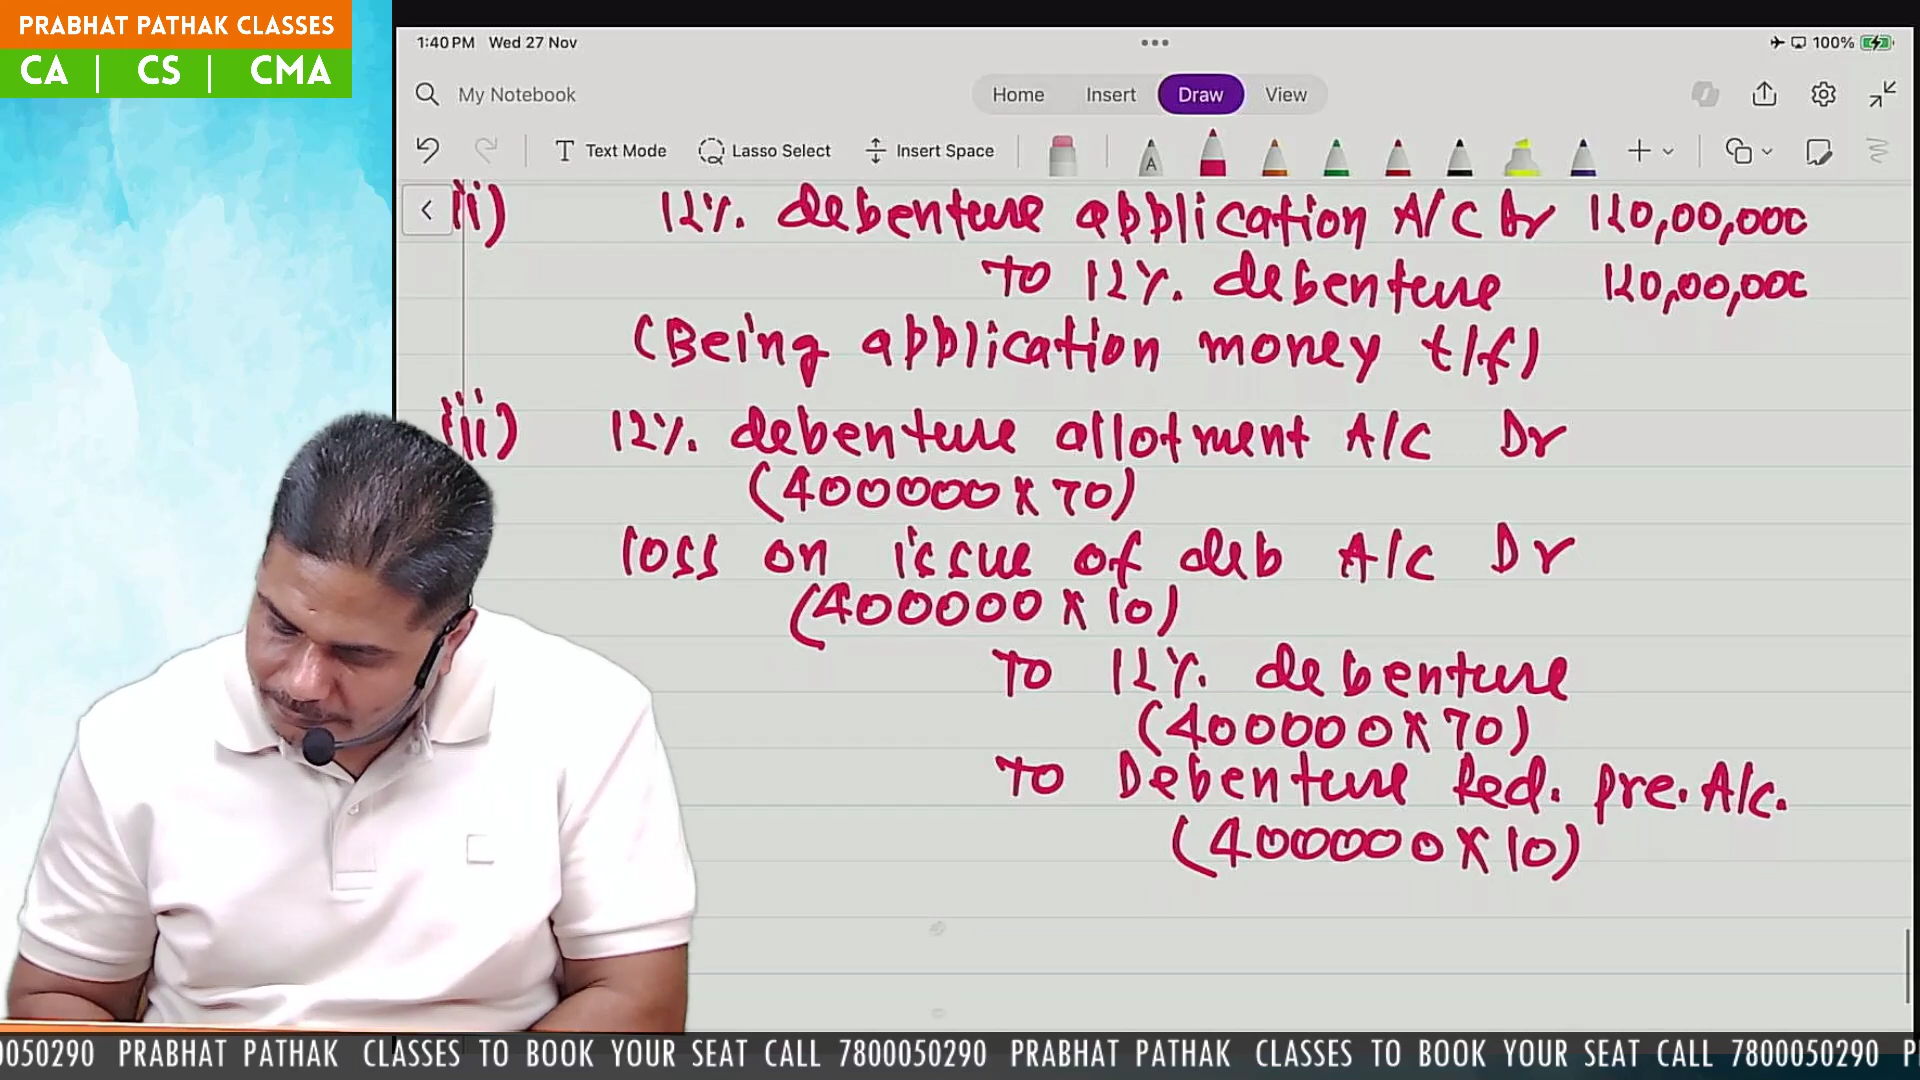 PRABHAT PATHAK CLASSES
CA | CS | CMA
1:40 PM Wed 27 Nov
100%
My Notebook
Home Insert Draw View
Text Mode Lasso Select Insert Space
A
ii) 12%. debenture application A/C Dr 120,00,000
To 12%. debenture 120,00,000
(Being application money t/f)
(iii) 12%. debenture allotment A/C Dr
(400000 x 70)
loss on issue of deb A/c Dr
(400000 x 10)
To 12%. debenture
(400000 x 70)
To Debenture Red. pre. A/c.
(400000 x 10)
0050290 PRABHAT PATHAK CLASSES TO BOOK YOUR SEAT CALL 7800050290 PRABHAT PATHAK CLASSES TO BOOK YOUR SEAT CALL 7800050290 P